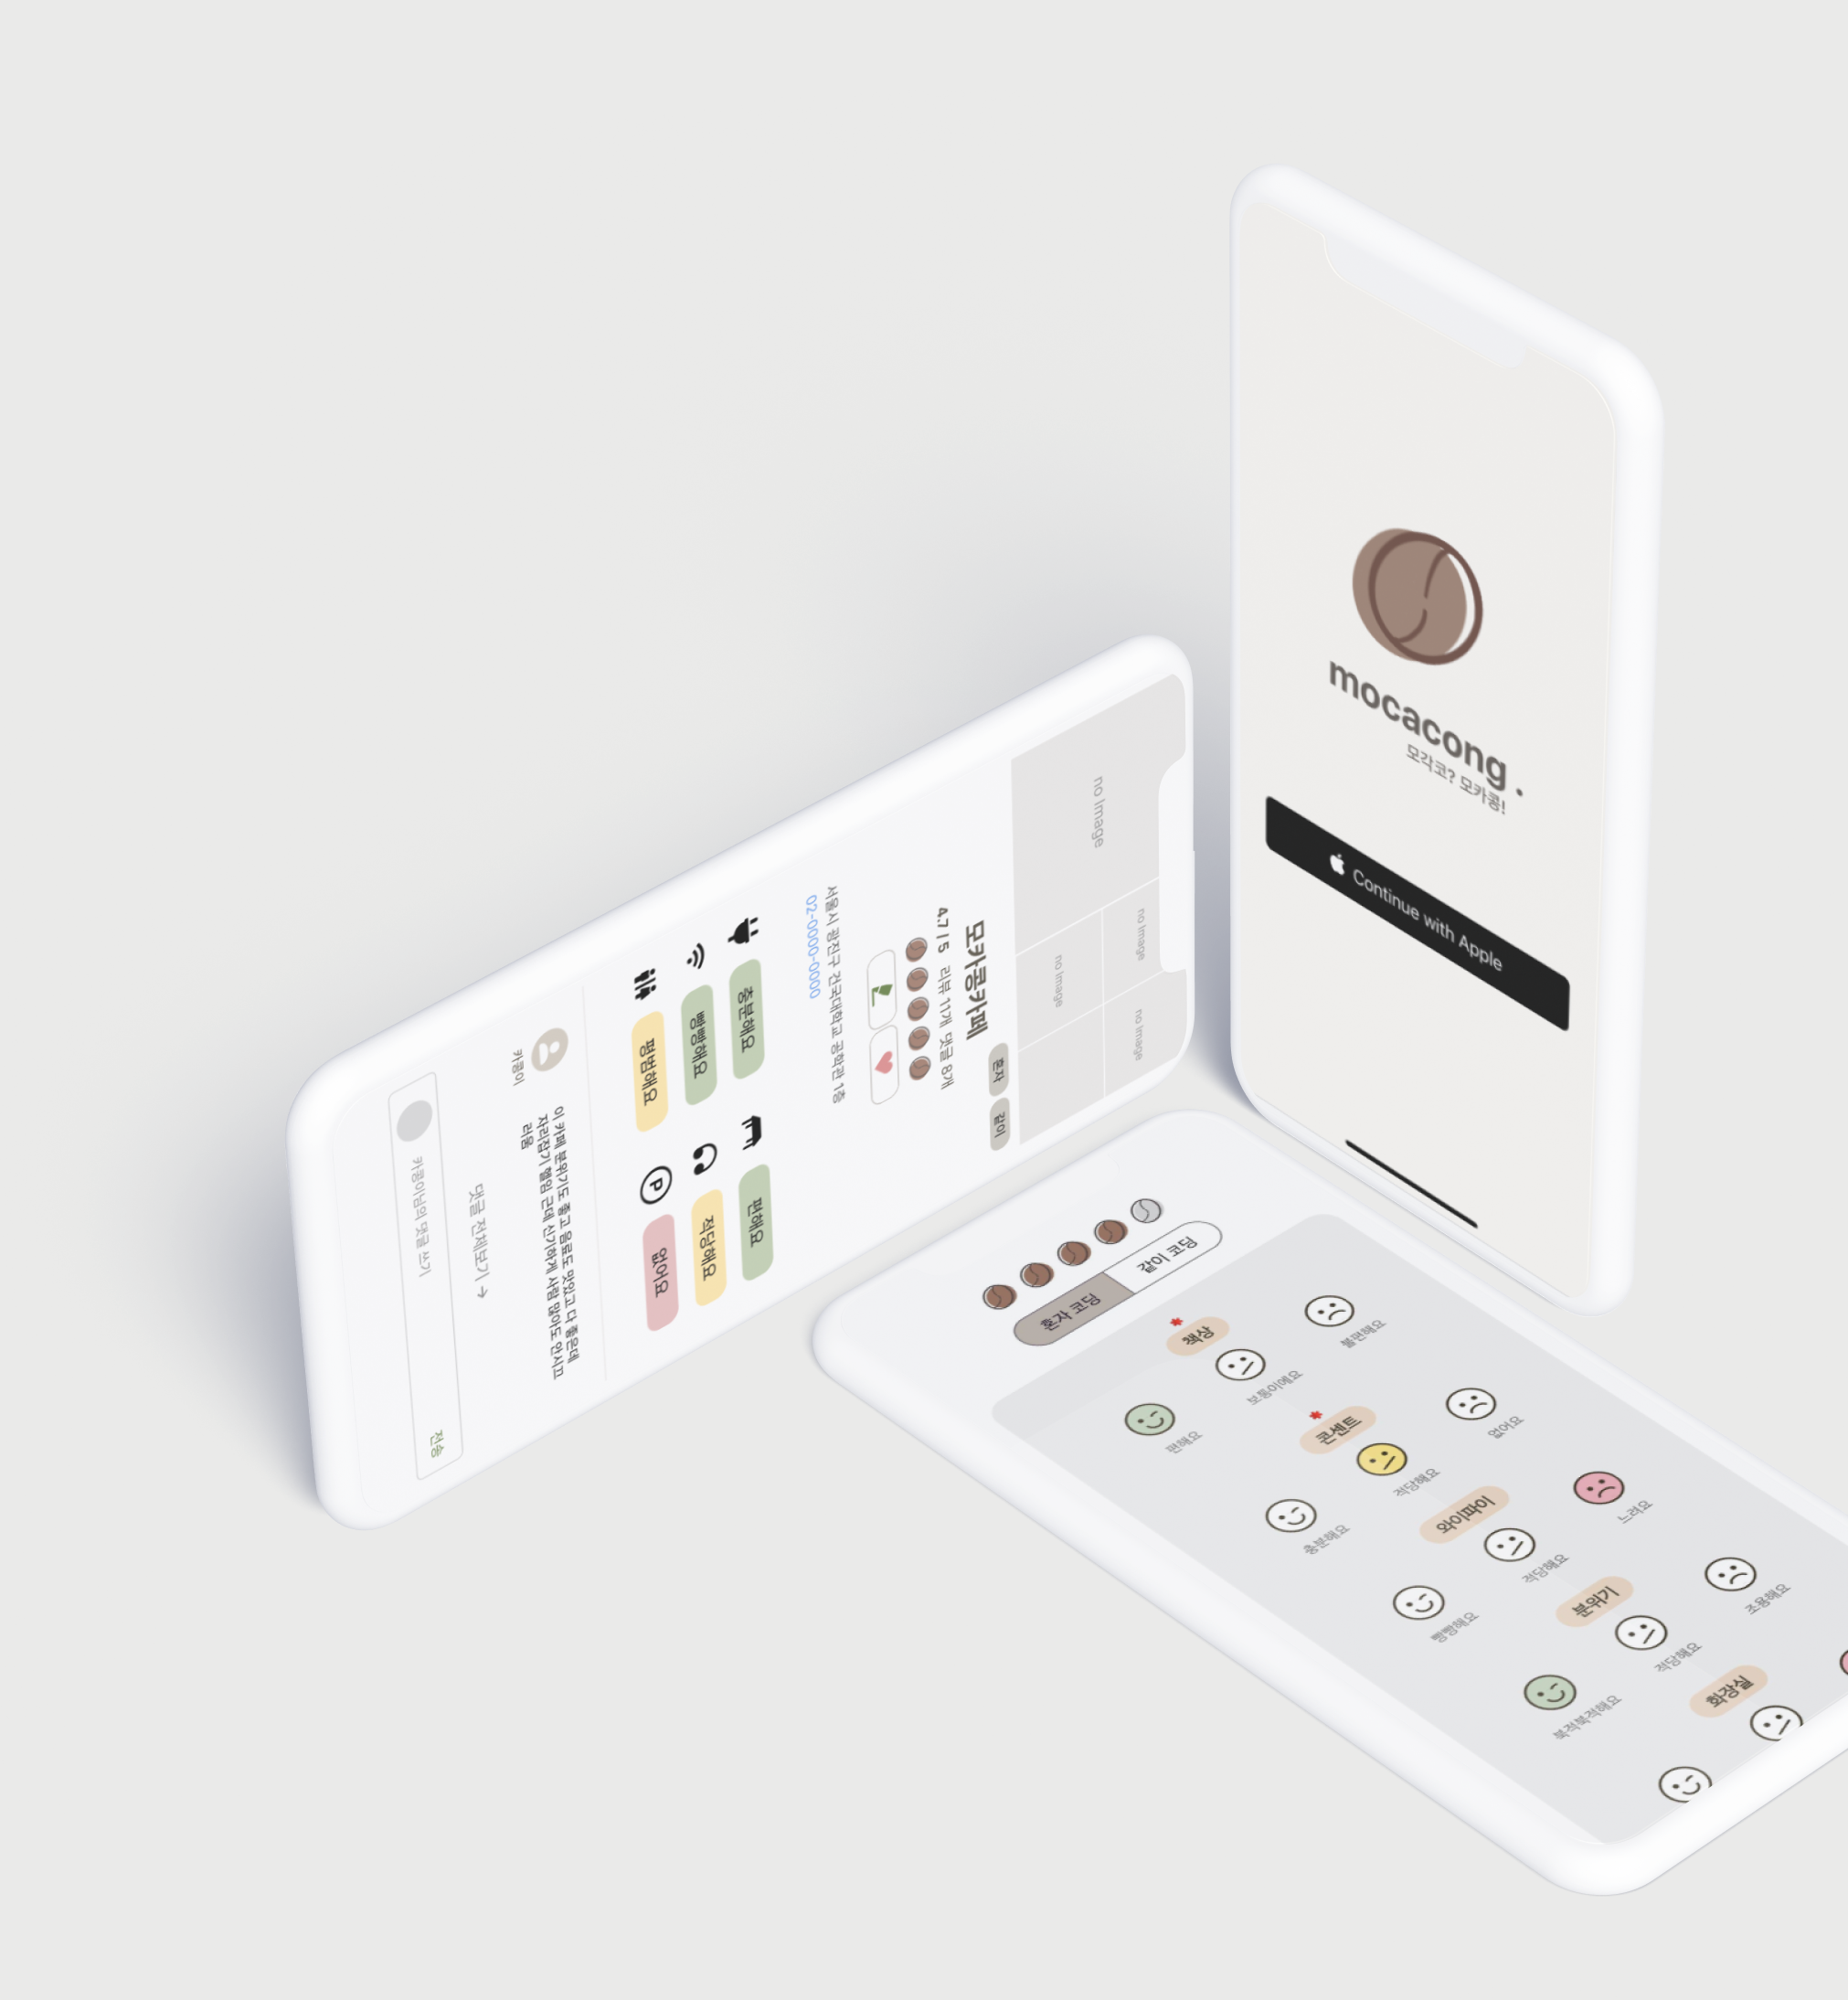 mocacong .
모각코? 모카콩!
Continue with Apple
no image
no image
no image
no image
혼자
같이
모카콩카페
4.7 / 5 리뷰 11개 댓글 8개
서울시 광진구 건국대학교 공학관 1층
02-0000-0000
충분해요
편해요
빵빵해요
적당해요
평범해요
P
없어요
카콩이
이 카페 분위기도 좋고 음료도 맛있고 다 좋은데
자리잡기 헬임 근데 신기하게 사람 많아도 안시끄
러움
댓글 전체보기 →
카콩이님의 댓글 쓰기
전송
혼자 코딩
같이 코딩
책상 *
편해요
보통이에요
불편해요
콘센트 *
충분해요
적당해요
없어요
와이파이
빵빵해요
적당해요
느려요
분위기
북적북적해요
적당해요
조용해요
화장실